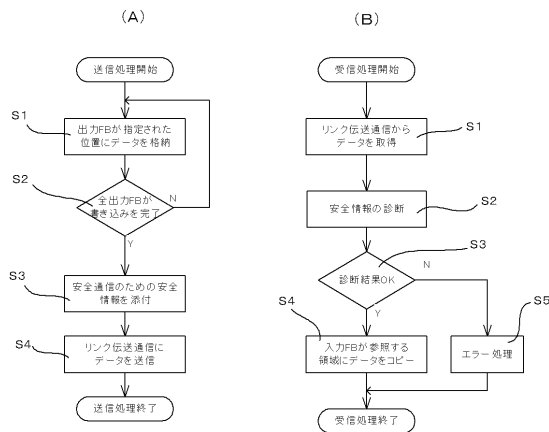 (A)
送信処理開始
S1
出力FBが指定された
位置にデータを格納
S2
全出力FBが
書き込みを完了
N
Y
S3
安全通信のための安全
情報を添付
S4
リンク伝送通信に
データを送信
送信処理終了
(B)
受信処理開始
S1
リンク伝送通信から
データを取得
S2
安全情報の診断
S3
診断結果OK
N
Y
S4
入力FBが参照する
領域にデータをコピー
S5
エラー処理
受信処理終了